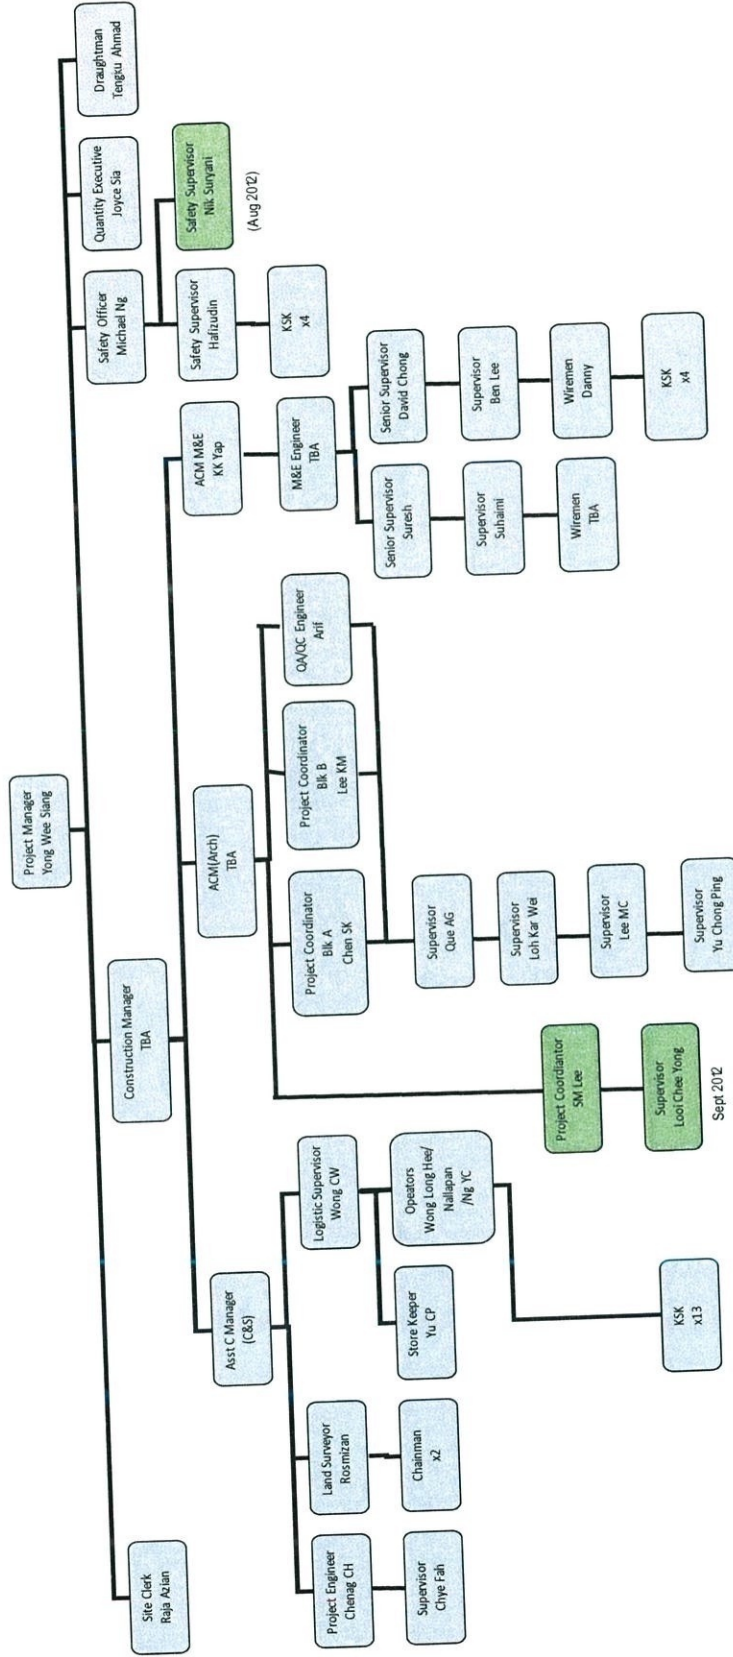 Project Manager
Yong Wee Siang
Site Clerk
Raja Azian
Construction Manager
TBA
Safety Officer
Michael Ng
Quantity Executive
Joyce Sia
Draughtman
Tengku Ahmad
Safety Supervisor
Hafizudin
Safety Supervisor
Nik Suryani
(Aug 2012)
KSK
x4
Asst C Manager
(C&S)
ACM(Arch)
TBA
ACM M&E
KK Yap
Project Engineer
Chenag CH
Land Surveyor
Rosmizan
Logistic Supervisor
Wong CW
Supervisor
Chye Fah
Chainman
x2
Store Keeper
Yu CP
Opeators
Wong Long Hee/
Nallapan
/Ng YC
KSK
x13
Project Coordinator
Blk A
Chen SK
Project Coordinator
Blk B
Lee KM
QA/QC Engineer
Arif
Supervisor
Que AG
Supervisor
Loh Kar Wei
Supervisor
Lee MC
Supervisor
Yu Chong Ping
Project Coordiantor
SM Lee
Supervisor
Looi Chee Yong
Sept 2012
M&E Engineer
TBA
Senior Supervisor
Suresh
Senior Supervisor
David Chong
Supervisor
Suhaimi
Supervisor
Ben Lee
Wiremen
TBA
Wiremen
Danny
KSK
x4